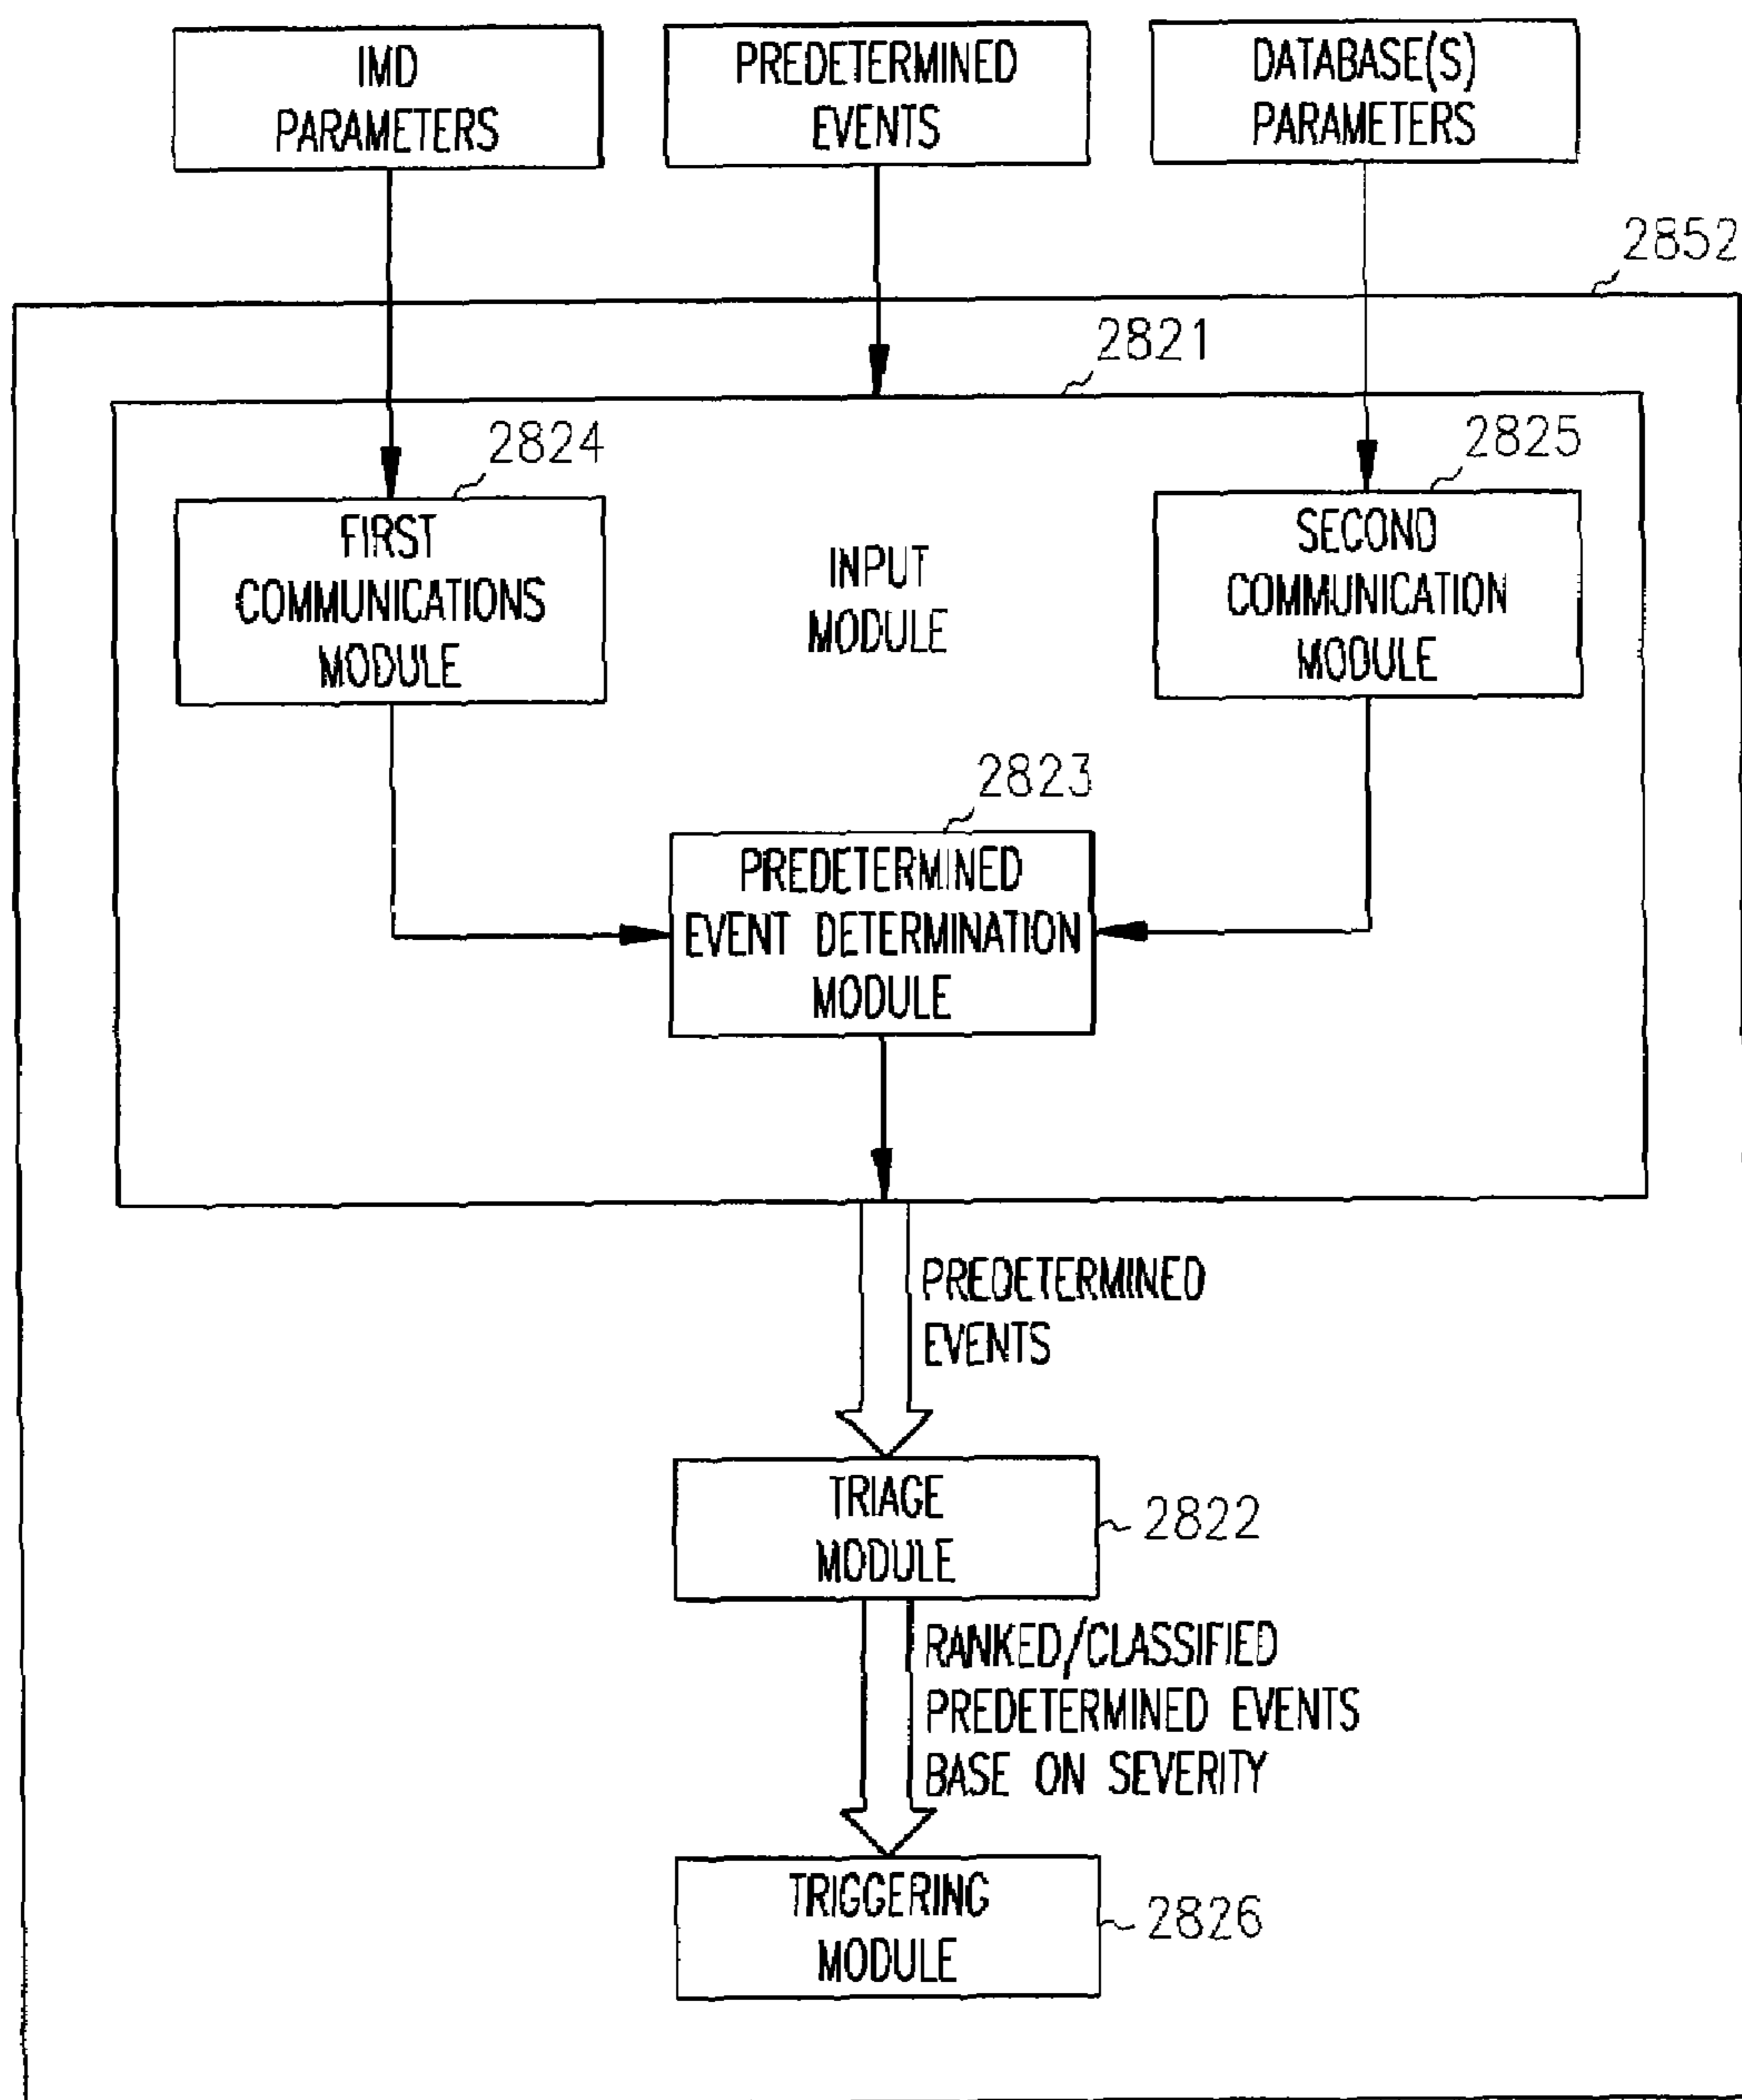 IMD
PARAMETERS
PREDETERMINED
EVENTS
DATABASE(S)
PARAMETERS
2852
2821
2824
FIRST
COMMUNICATIONS
MODULE
INPUT
MODULE
2825
SECOND
COMMUNICATION
MODULE
2823
PREDETERMINED
EVENT DETERMINATION
MODULE
PREDETERMINED
EVENTS
TRIAGE
MODULE
2822
RANKED/CLASSIFIED
PREDETERMINED EVENTS
BASE ON SEVERITY
TRIGGERING
MODULE
2826